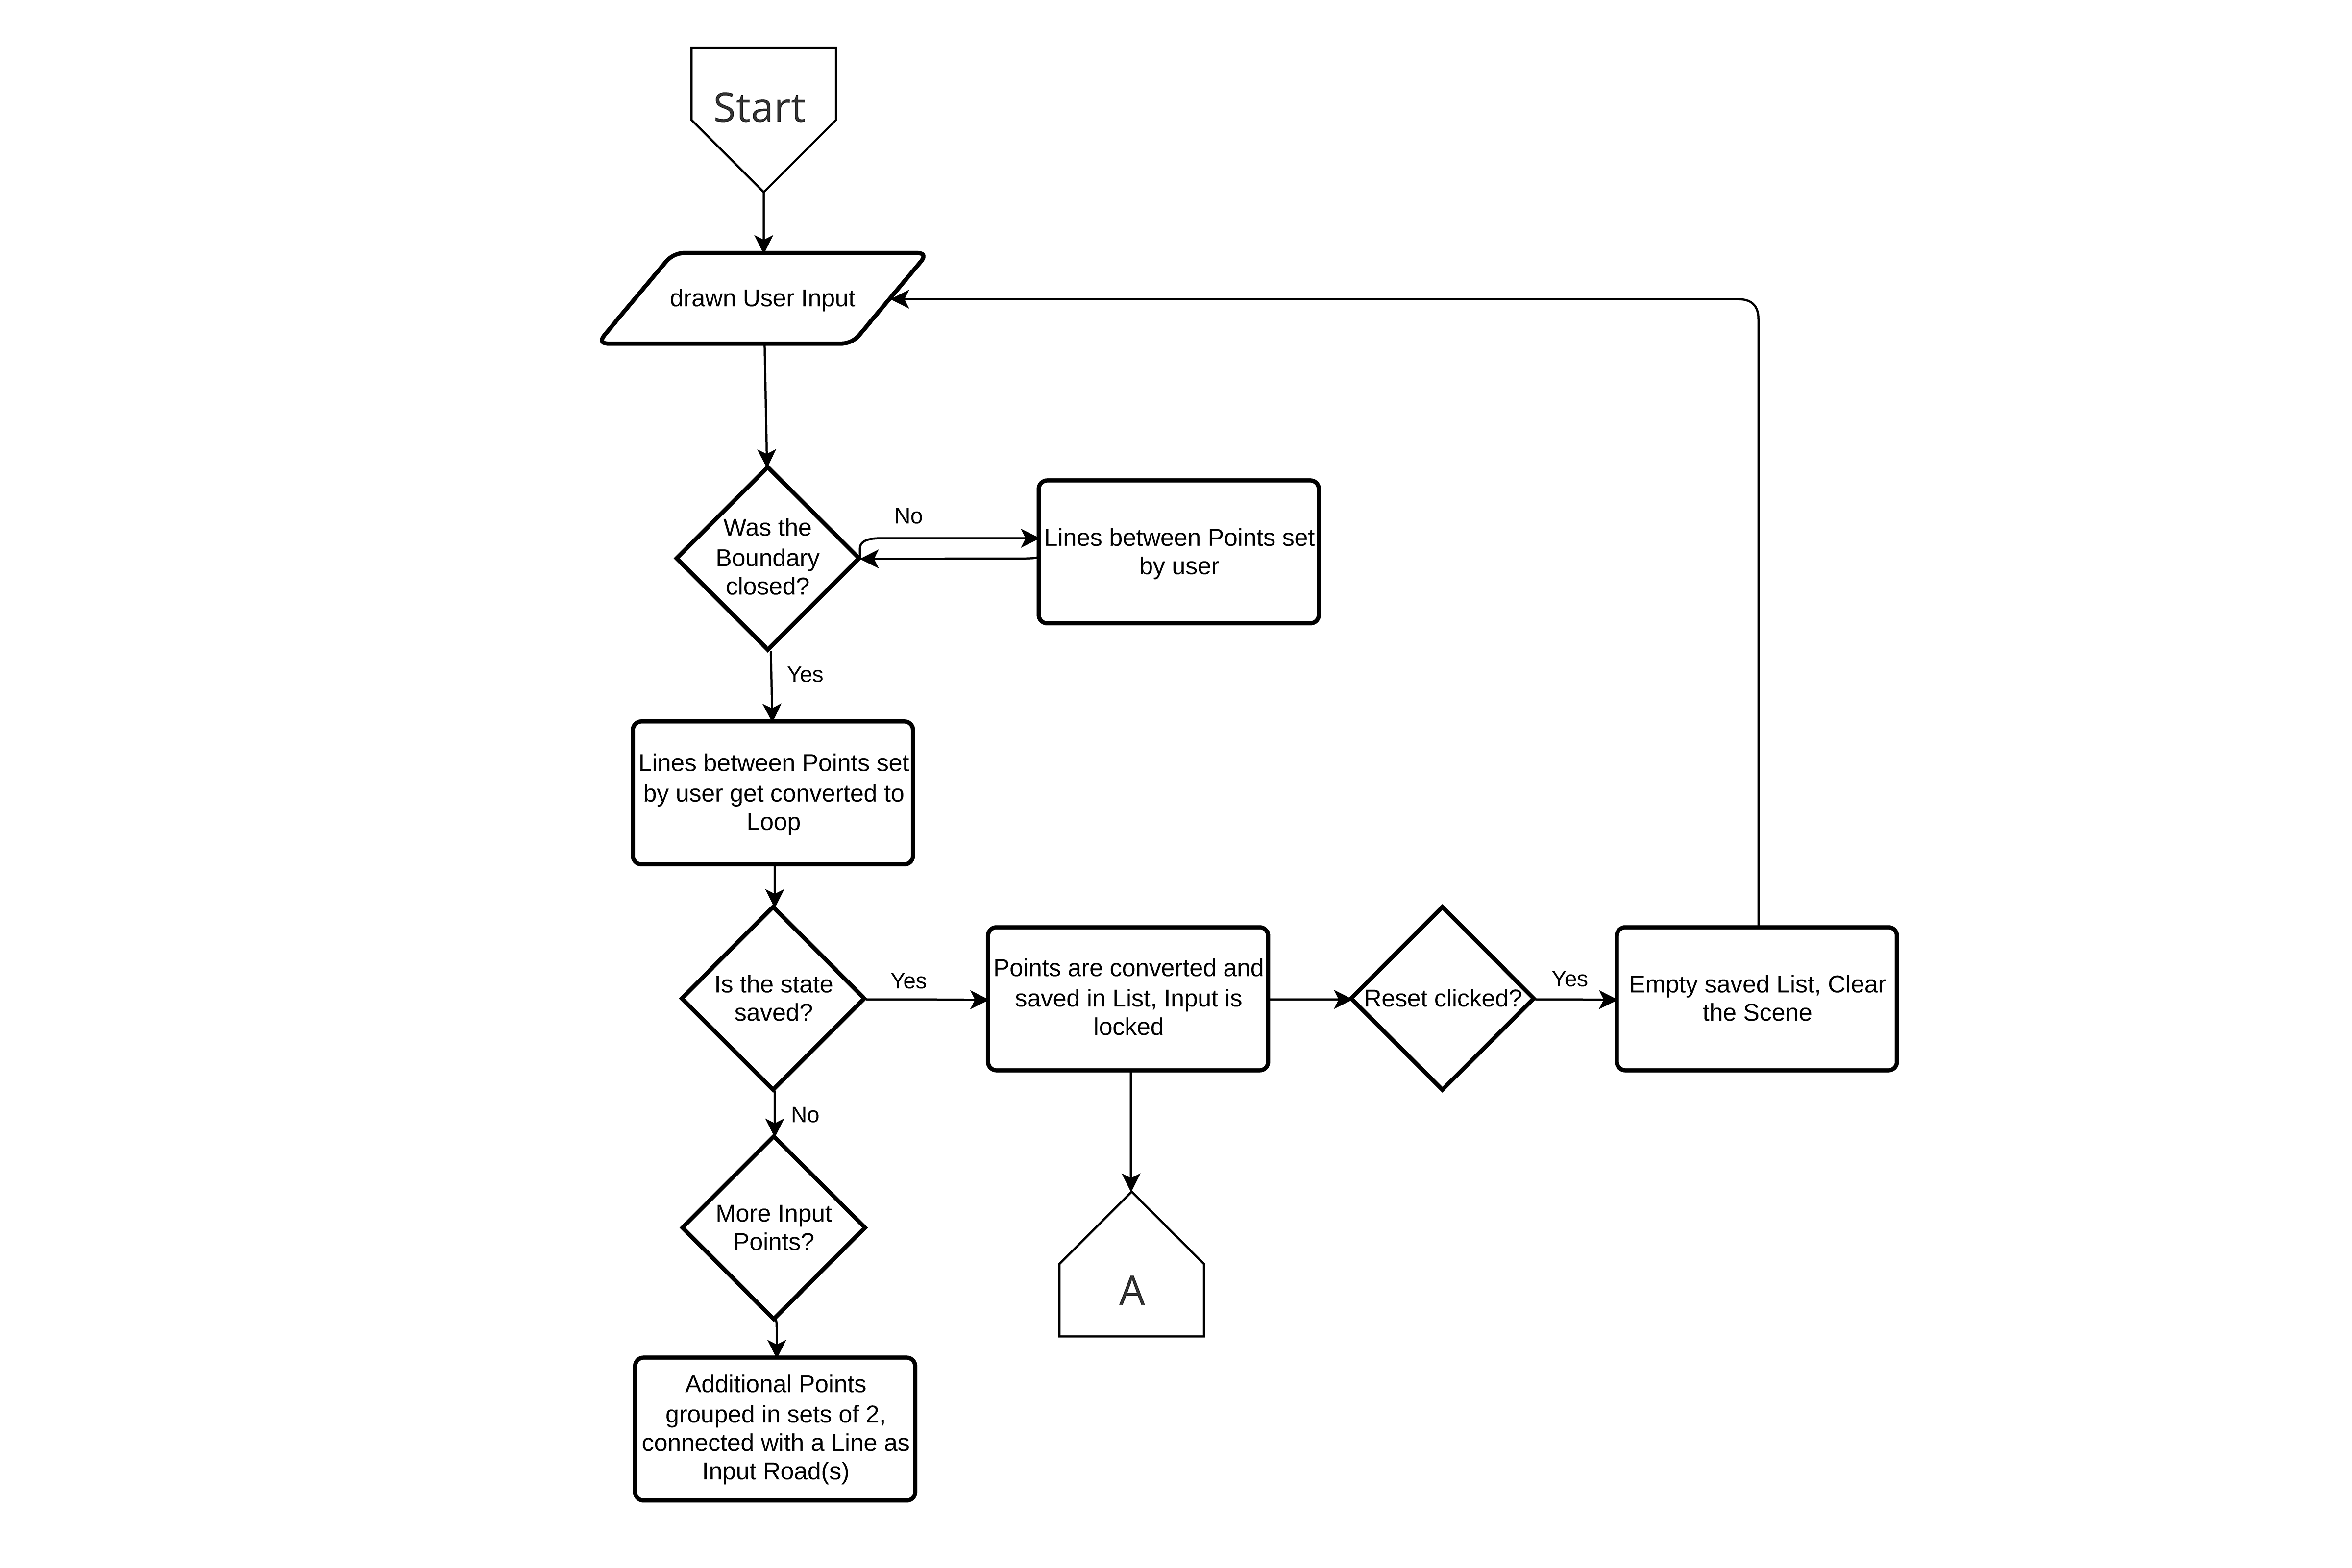 Start
drawn User Input
Was the
Boundary
closed?
No
Lines between Points set
by user
Yes
Lines between Points set
by user get converted to
Loop
Is the state
saved?
Yes
Points are converted and
saved in List, Input is
locked
Reset clicked?
Yes
Empty saved List, Clear
the Scene
No
More Input
Points?
A
Additional Points
grouped in sets of 2,
connected with a Line as
Input Road(s)